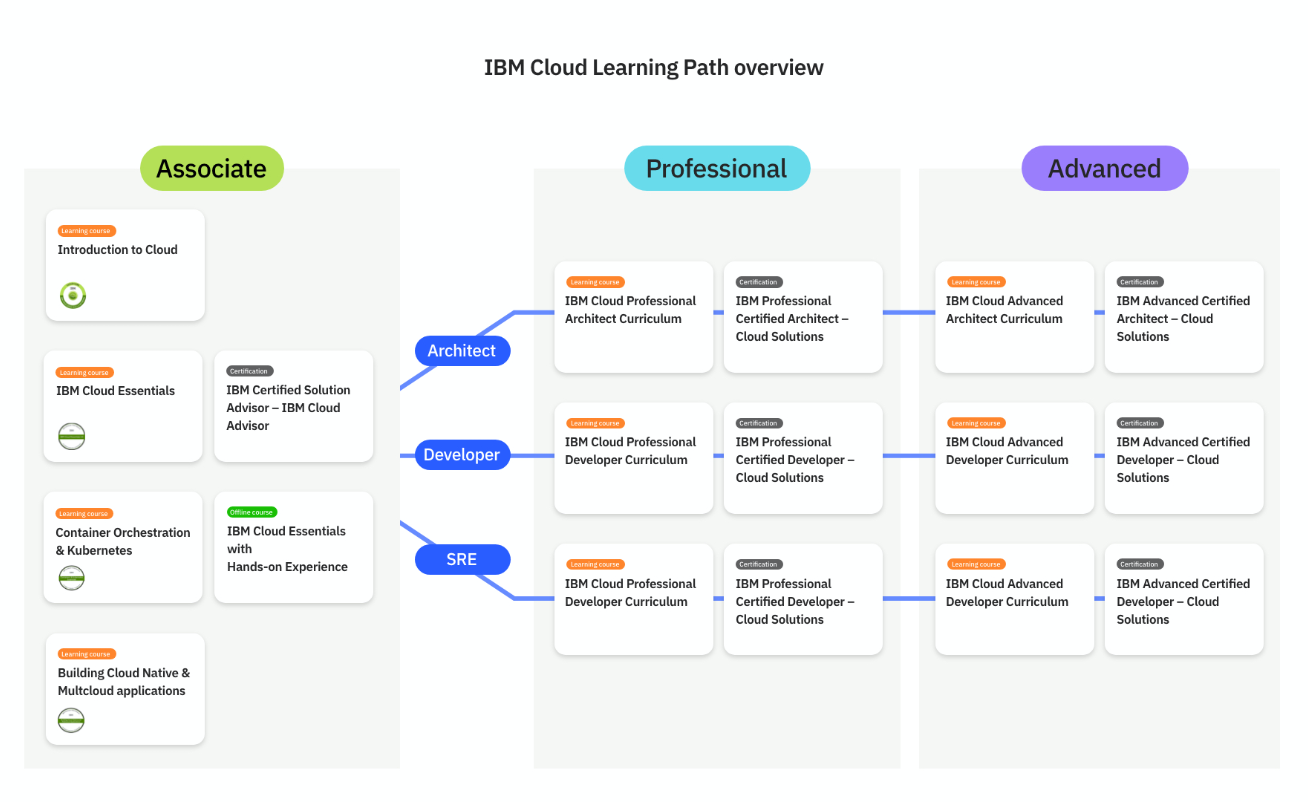 IBM Cloud Learning Path overview
Associate
Professional
Advanced
Learning course
Introduction to Cloud
Learning course
IBM Cloud Essentials
Certification
IBM Certified Solution
Advisor – IBM Cloud
Advisor
Learning course
Container Orchestration
& Kubernetes
Offline course
IBM Cloud Essentials
with
Hands-on Experience
Learning course
Building Cloud Native &
Multcloud applications
Architect
Learning course
IBM Cloud Professional
Architect Curriculum
Certification
IBM Professional
Certified Architect –
Cloud Solutions
Learning course
IBM Cloud Advanced
Architect Curriculum
Certification
IBM Advanced Certified
Architect – Cloud
Solutions
Developer
Learning course
IBM Cloud Professional
Developer Curriculum
Certification
IBM Professional
Certified Developer –
Cloud Solutions
Learning course
IBM Cloud Advanced
Developer Curriculum
Certification
IBM Advanced Certified
Developer – Cloud
Solutions
SRE
Learning course
IBM Cloud Professional
Developer Curriculum
Certification
IBM Professional
Certified Developer –
Cloud Solutions
Learning course
IBM Cloud Advanced
Developer Curriculum
Certification
IBM Advanced Certified
Developer – Cloud
Solutions